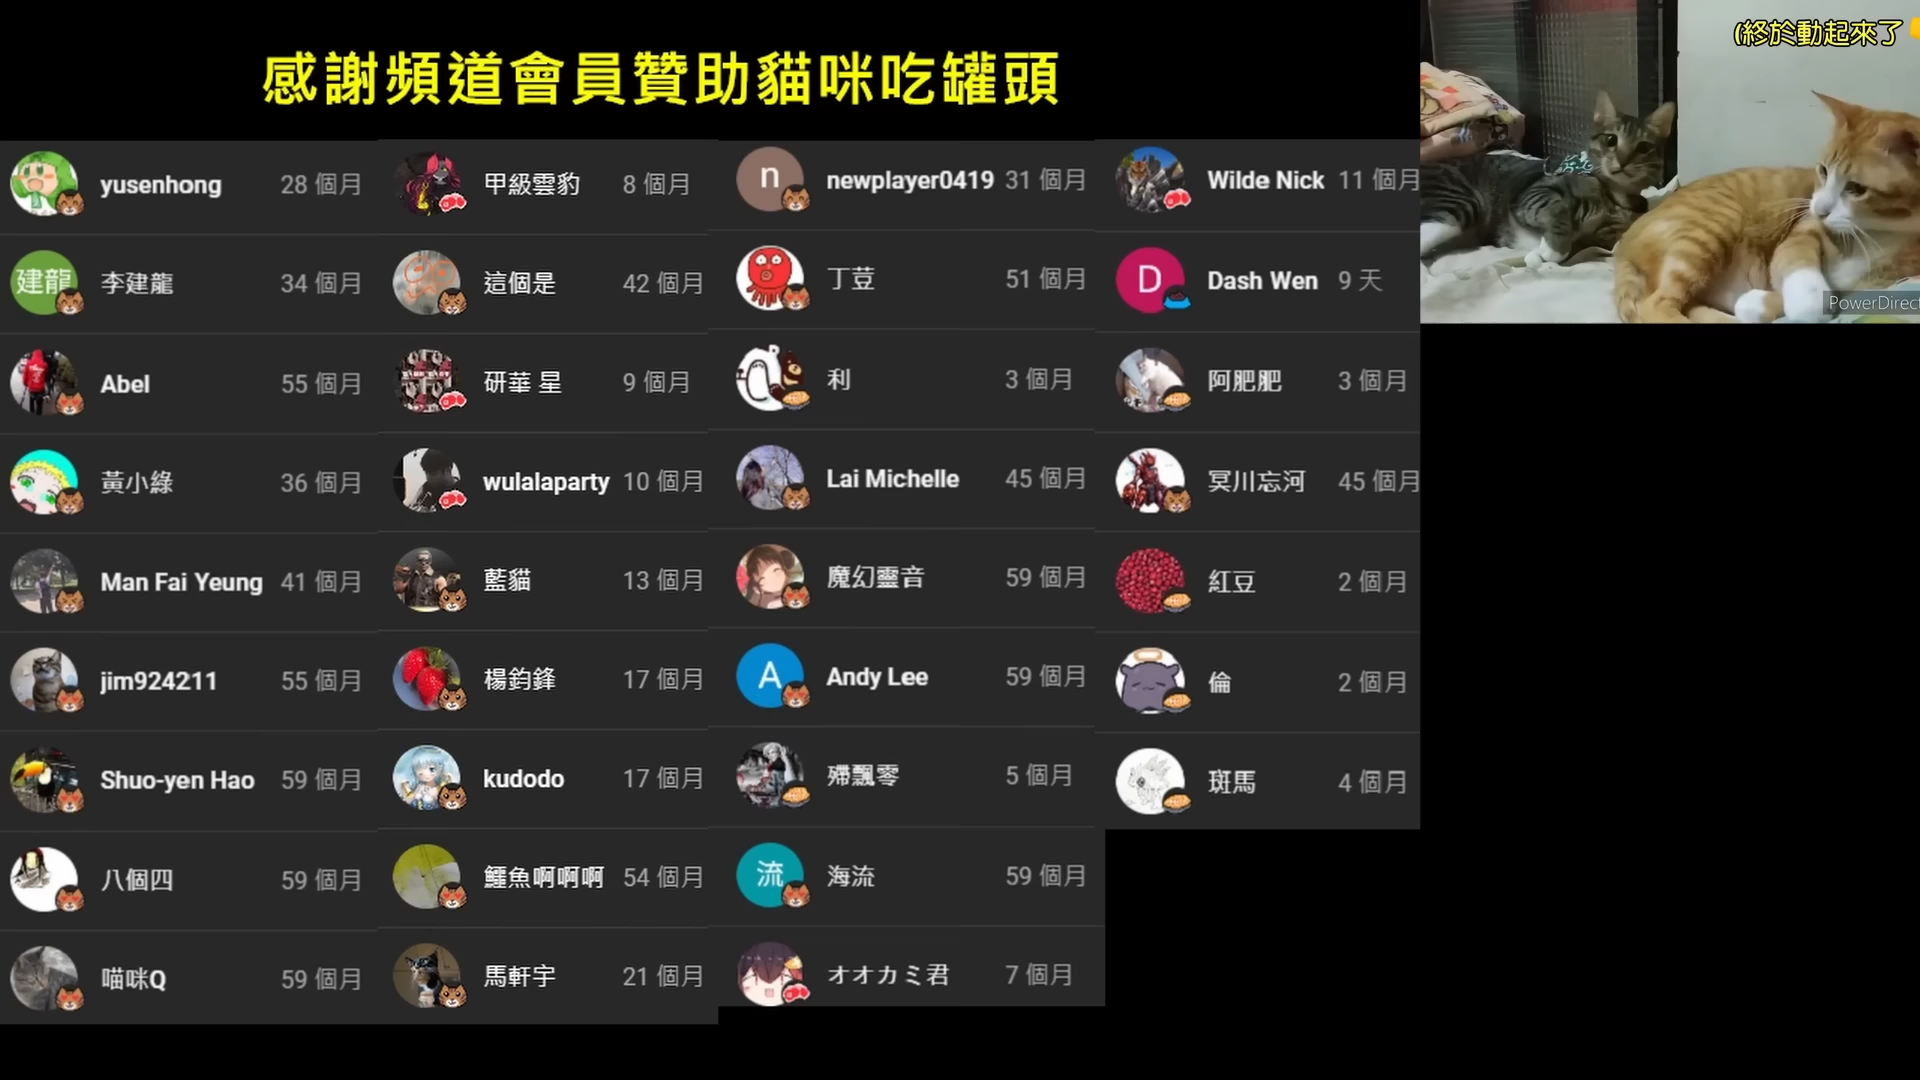 感謝頻道會員贊助貓咪吃罐頭
(終於動起來了
yusenhong 28 個月
建龍 李建龍 34 個月
Abel 55 個月
黃小綠 36 個月
Man Fai Yeung 41 個月
jim924211 55 個月
Shuo-yen Hao 59 個月
八個四 59 個月
喵咪Q 59 個月
甲級雲豹 8 個月
這個是 42 個月
研華 星 9 個月
wulalaparty 10 個月
藍貓 13 個月
楊鈞鋒 17 個月
kudodo 17 個月
鱷魚啊啊啊 54 個月
馬軒宇 21 個月
n newplayer0419 31 個月
丁荳 51 個月
利 3 個月
Lai Michelle 45 個月
魔幻靈音 59 個月
A Andy Lee 59 個月
殢飄零 5 個月
流 海流 59 個月
オオカミ君 7 個月
Wilde Nick 11 個月
D Dash Wen 9 天
阿肥肥 3 個月
冥川忘河 45 個月
紅豆 2 個月
倫 2 個月
斑馬 4 個月
PowerDirect